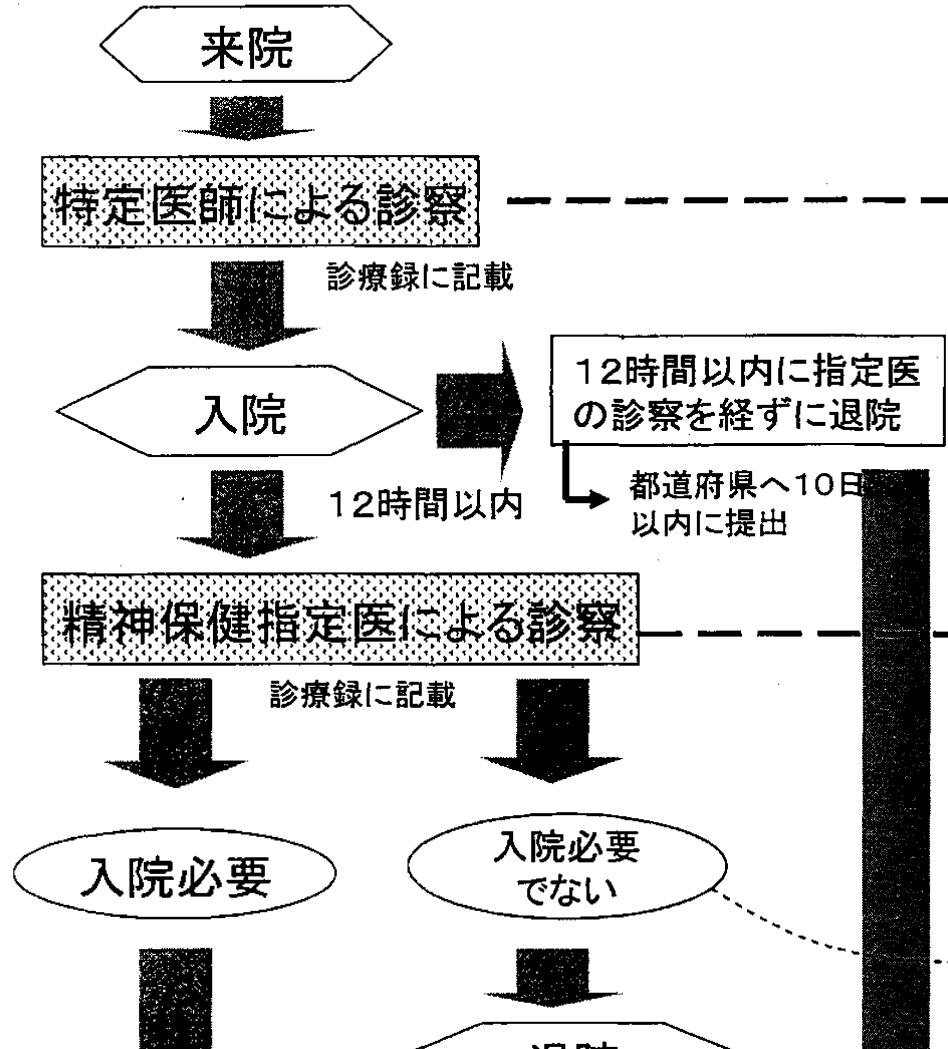 来院
特定医師による診察
診療録に記載
入院
12時間以内に指定医
の診察を経ずに退院
12時間以内
都道府県へ10日
以内に提出
精神保健指定医による診察
診療録に記載
入院必要
入院必要
でない